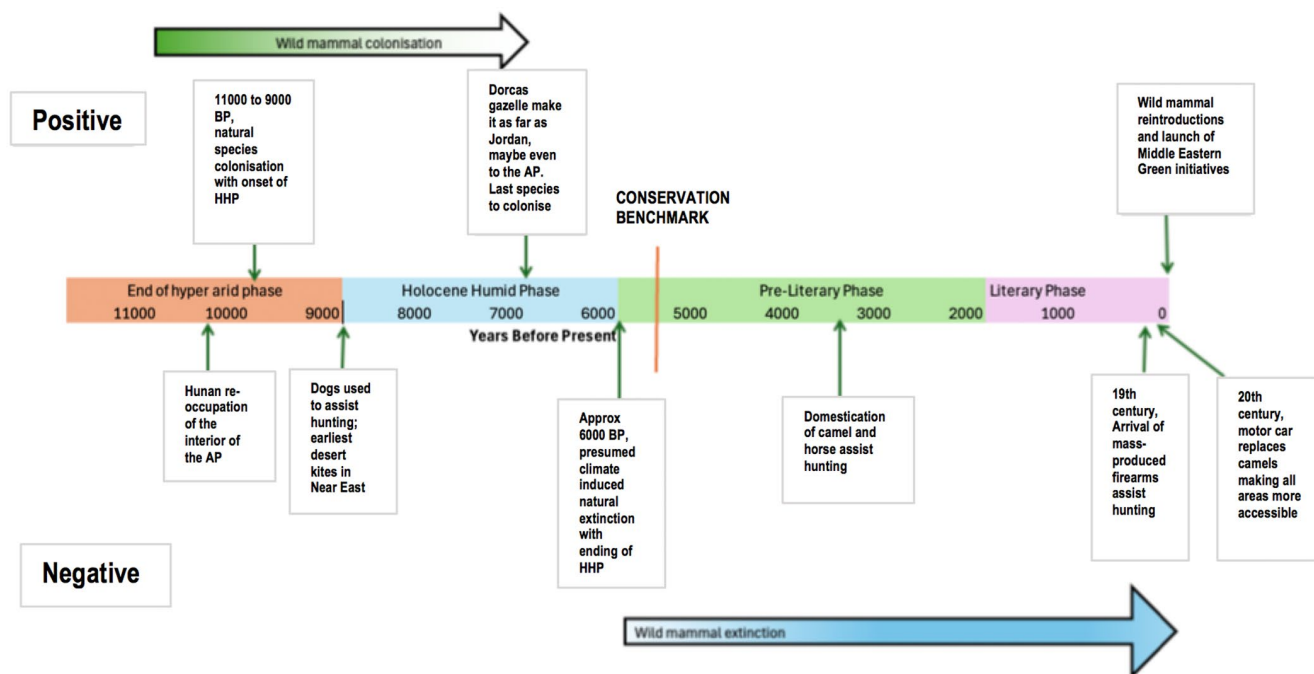 Wild mammal colonisation
Positive
11000 to 9000
BP,
natural
species
colonisation
with onset of
HHP
Dorcas
gazelle make
it as far as
Jordan,
maybe even
to the AP.
Last species
to colonise
CONSERVATION
BENCHMARK
Wild mammal
reintroductions
and launch of
Middle Eastern
Green initiatives
End of hyper arid phase
Holocene Humid Phase
Pre-Literary Phase
Literary Phase
11000 10000 9000 8000 7000 6000 5000 4000 3000 2000 1000 0
Years Before Present
Hunan re-
occupation
of the
interior of
the AP
Dogs used
to assist
hunting;
earliest
desert
kites in
Near East
Approx
6000 BP,
presumed
climate
induced
natural
extinction
with
ending of
HHP
Domestication
of camel and
horse assist
hunting
19th
century,
Arrival of
mass-
produced
firearms
assist
hunting
20th
century,
motor car
replaces
camels
making all
areas more
accessible
Negative
Wild mammal extinction